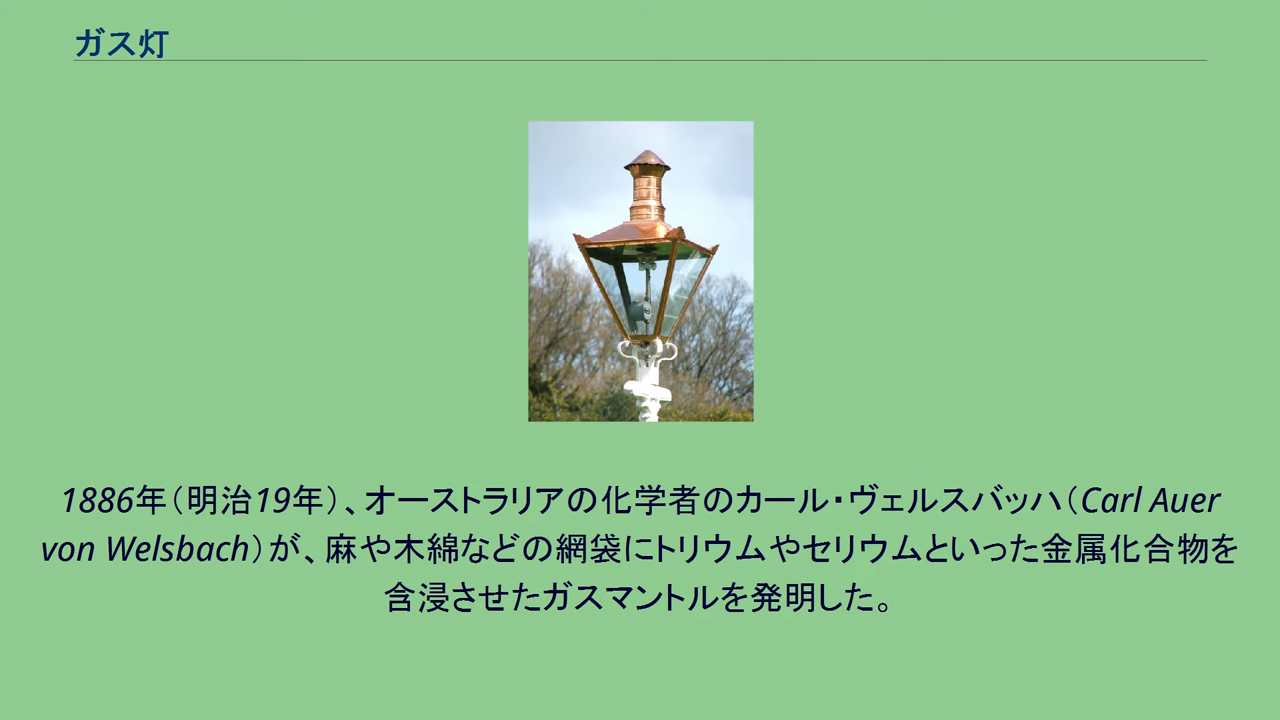 ガス灯
1886年（明治19年）、オーストラリアの化学者のカール・ヴェルスバッハ（Carl Auer
von Welsbach）が、麻や木綿などの網袋にトリウムやセリウムといった金属化合物を
含浸させたガスマントルを発明した。